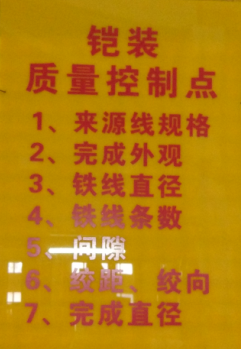 铠装
质量控制点
1、来源线规格
2、完成外观
3、铁线直径
4、铁线条数
5、间隙
6、绞距、绞向
7、完成直径